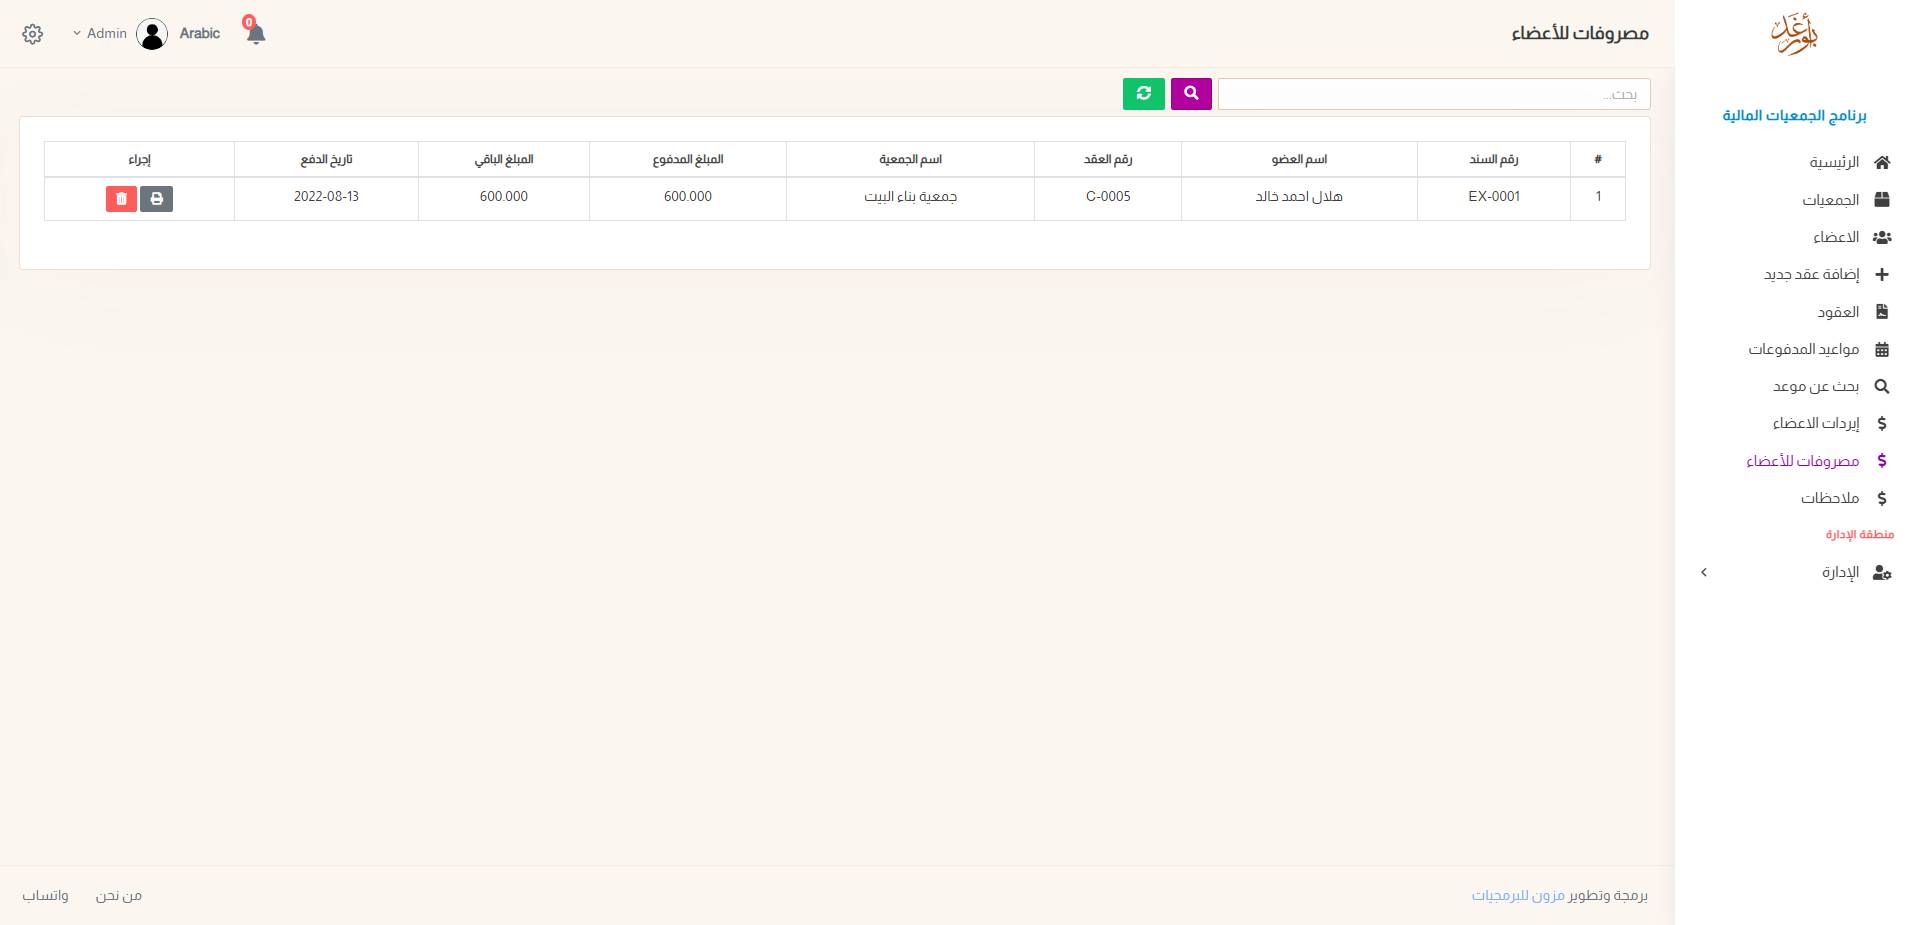 بأوزعد
برنامج الجمعيات المالية
الرئيسية
الجمعيات
الاعضاء
إضافة عقد جديد
العقود
مواعيد المدفوعات
بحث عن موعد
إيردات الاعضاء
مصروفات للأعضاء
ملاحظات
منطقة الإدارة
الإدارة
مصروفات للأعضاء
0
Arabic
Admin
بحث...
# رقم السند اسم العضو رقم العقد اسم الجمعية المبلغ المدفوع المبلغ الباقي تاريخ الدفع إجراء
1 EX-0001 هلال احمد خالد C-0005 جمعية بناء البيت 600.000 600.000 2022-08-13
برمجة وتطوير مزون للبرمجيات
من نحن
واتساب